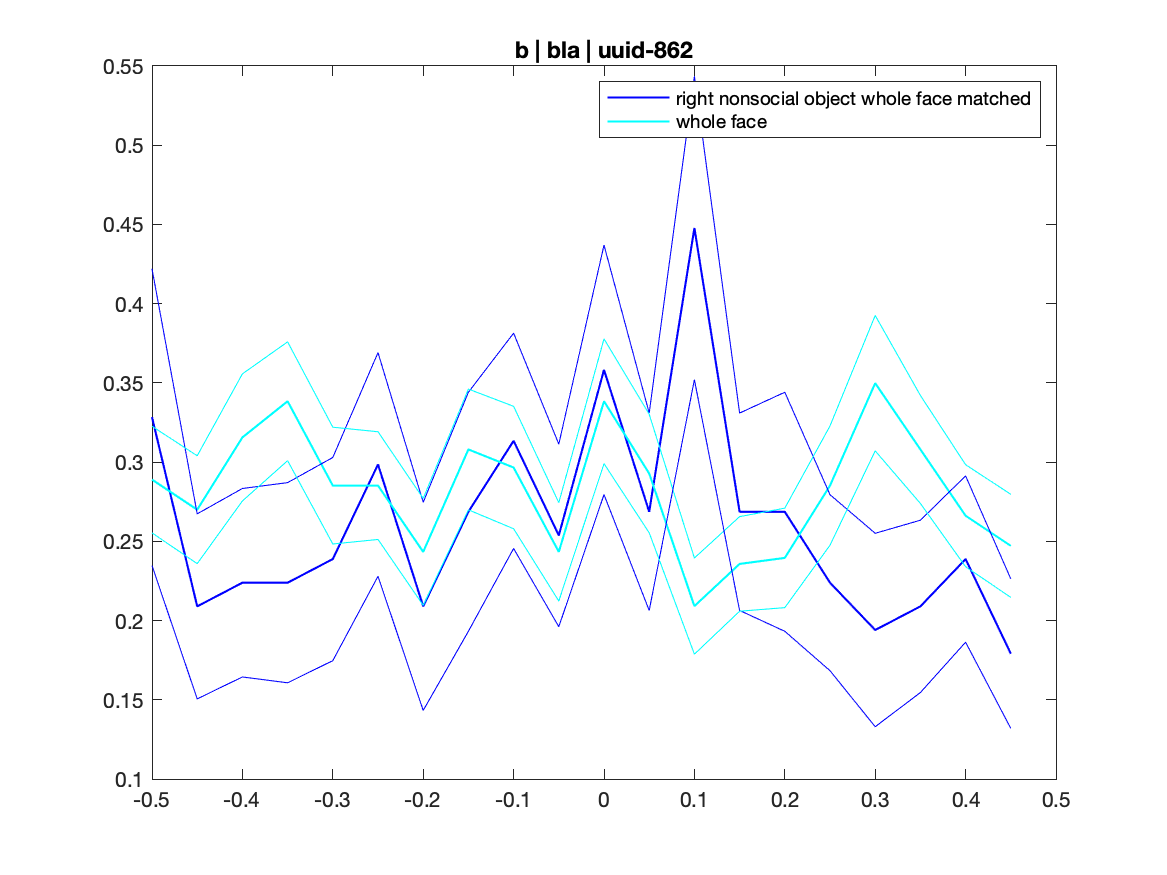 b | bla | uuid-862
right nonsocial object whole face matched
whole face
0.55
0.5
0.45
0.4
0.35
0.3
0.25
0.2
0.15
0.1
-0.5 -0.4 -0.3 -0.2 -0.1 0 0.1 0.2 0.3 0.4 0.5